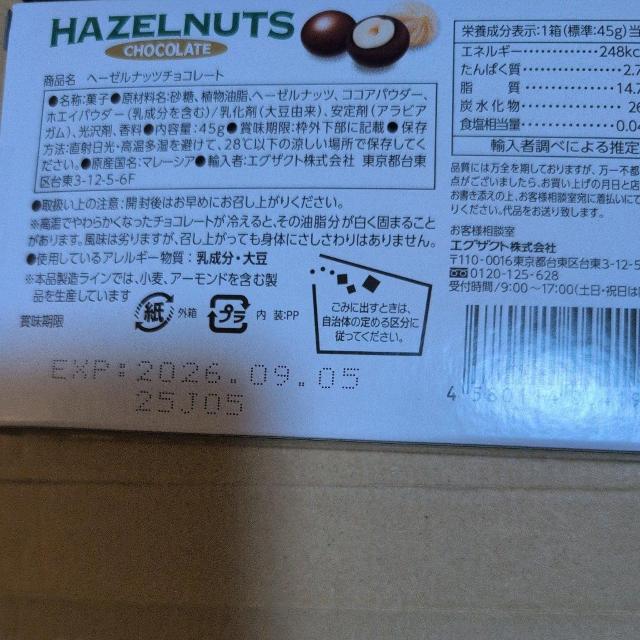 HAZELNUTS
CHOCOLATE
商品名 ヘーゼルナッツチョコレート
●名称:菓子●原材料名:砂糖、植物油脂、ヘーゼルナッツ、ココアパウダー、
ホエイパウダー(乳成分を含む)/乳化剤(大豆由来)、安定剤(アラビア
ガム)、光沢剤、香料●内容量:45g●賞味期限:枠外下部に記載●保存
方法:直射日光・高温多湿を避けて、28℃以下の涼しい場所で保存してく
ださい。●原産国名:マレーシア●輸入者:エグザクト株式会社 東京都台東
区台東3-12-5-6F
●取扱い上の注意:開封後はお早めにお召し上がりください。
※高温でやわらかくなったチョコレートが冷えると、その油脂分が白く固まること
があります。風味は劣りますが、召し上がっても身体にさしさわりはありません。
●使用しているアレルギー物質:乳成分・大豆
※本品製造ラインでは、小麦、アーモンドを含む製
品を生産しています
紙 外箱 プラ 内装:PP
ごみに出すときは、
自治体の定める区分に
従ってください。
賞味期限
EXP:2026.09.05
25J05
栄養成分表示:1箱(標準:45g)当
エネルギー 248kc
たんぱく質 2.7
脂質 14.7
炭水化物 26
食塩相当量 0.0
輸入者調べによる推定
品質には万全を期しておりますが、万一不都
点がございましたら、お買い上げの月日と店
お書き添えの上、お客様相談室宛に着払いにて
りください。代品をお送り致します。
お客様相談室
エグザクト株式会社
〒110-0016東京都台東区台東3-12-5
0120-125-628
受付時間/9:00〜17:00(土日・祝日は